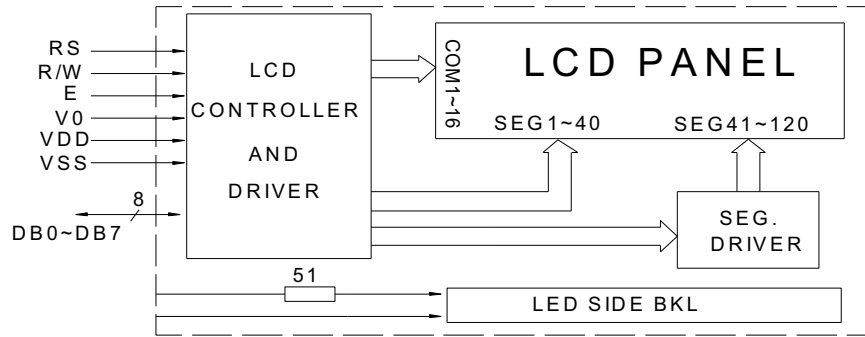 RS
R/W
E
V0
VDD
VSS
8
DB0~DB7
LCD
CONTROLLER
AND
DRIVER
COM1~16
LCD PANEL
SEG1~40
SEG41~120
SEG.
DRIVER
51
LED SIDE BKL